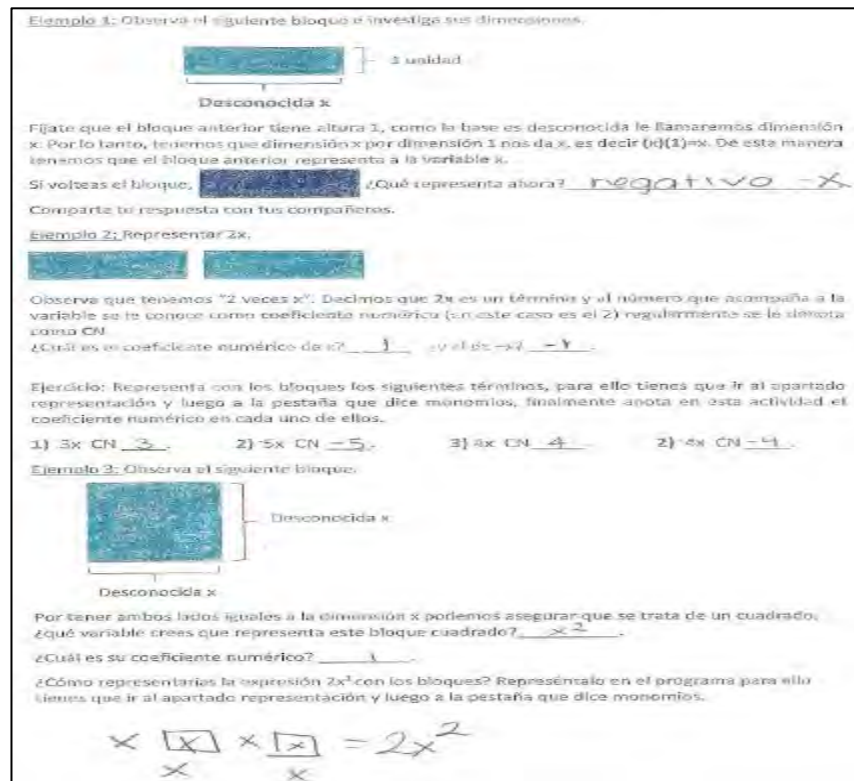 Ejemplo 1: Observa el siguiente bloque e investiga sus dimensiones.
1 unidad
Desconocida x
Fíjate que el bloque anterior tiene altura 1, como la base es desconocida le llamaremos dimensión
x. Por lo tanto, tenemos que dimensión x por dimensión 1 nos da x, es decir (x)(1)=x. De esta manera
tenemos que el bloque anterior representa a la variable x.
Si volteas el bloque, ¿Qué representa ahora? negativo -x
Comparte tu respuesta con tus compañeros.
Ejemplo 2: Representar 2x.
Observa que tenemos "2 veces x". Decimos que 2x es un término y al número que acompaña a la
variable se le conoce como coeficiente numérico (en este caso es el 2) regularmente se le denota
como CN
¿Cuál es el coeficiente numérico de x? 1 ¿y el de -x? -1.
Ejercicio: Representa con los bloques los siguientes términos, para ello tienes que ir al apartado
representación y luego a la pestaña que dice monomios, finalmente anota en esta actividad el
coeficiente numérico en cada uno de ellos.
1) 3x CN 3. 2) -5x CN -5. 3) 4x CN 4 2) -4x CN -4.
Ejemplo 3: Observa el siguiente bloque.
Desconocida x
Desconocida x
Por tener ambos lados iguales a la dimensión x podemos asegurar que se trata de un cuadrado,
¿qué variable crees que representa este bloque cuadrado? x².
¿Cuál es su coeficiente numérico? 1.
¿Cómo representarías la expresión 2x² con los bloques? Represéntalo en el programa para ello
tienes que ir al apartado representación y luego a la pestaña que dice monomios.
x [x] x [x] = 2x²
x x